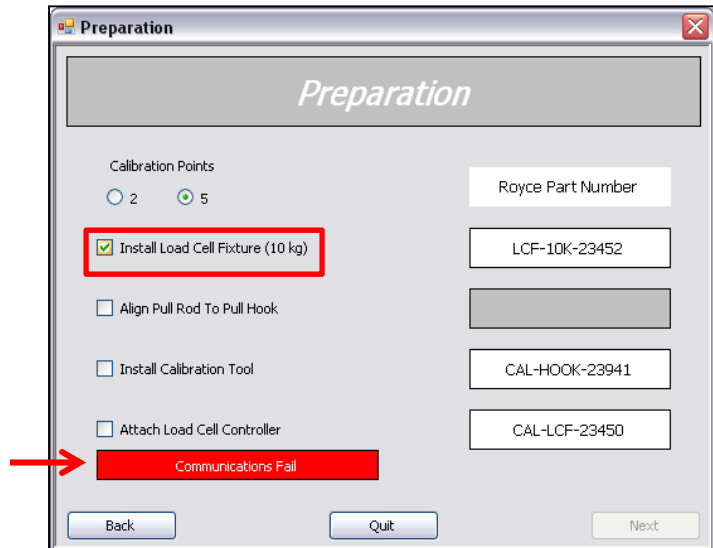 Preparation
Preparation
Calibration Points
2 5
Royce Part Number
Install Load Cell Fixture (10 kg)
LCF-10K-23452
Align Pull Rod To Pull Hook
Install Calibration Tool
CAL-HOOK-23941
Attach Load Cell Controller
CAL-LCF-23450
Communications Fail
Back Quit Next